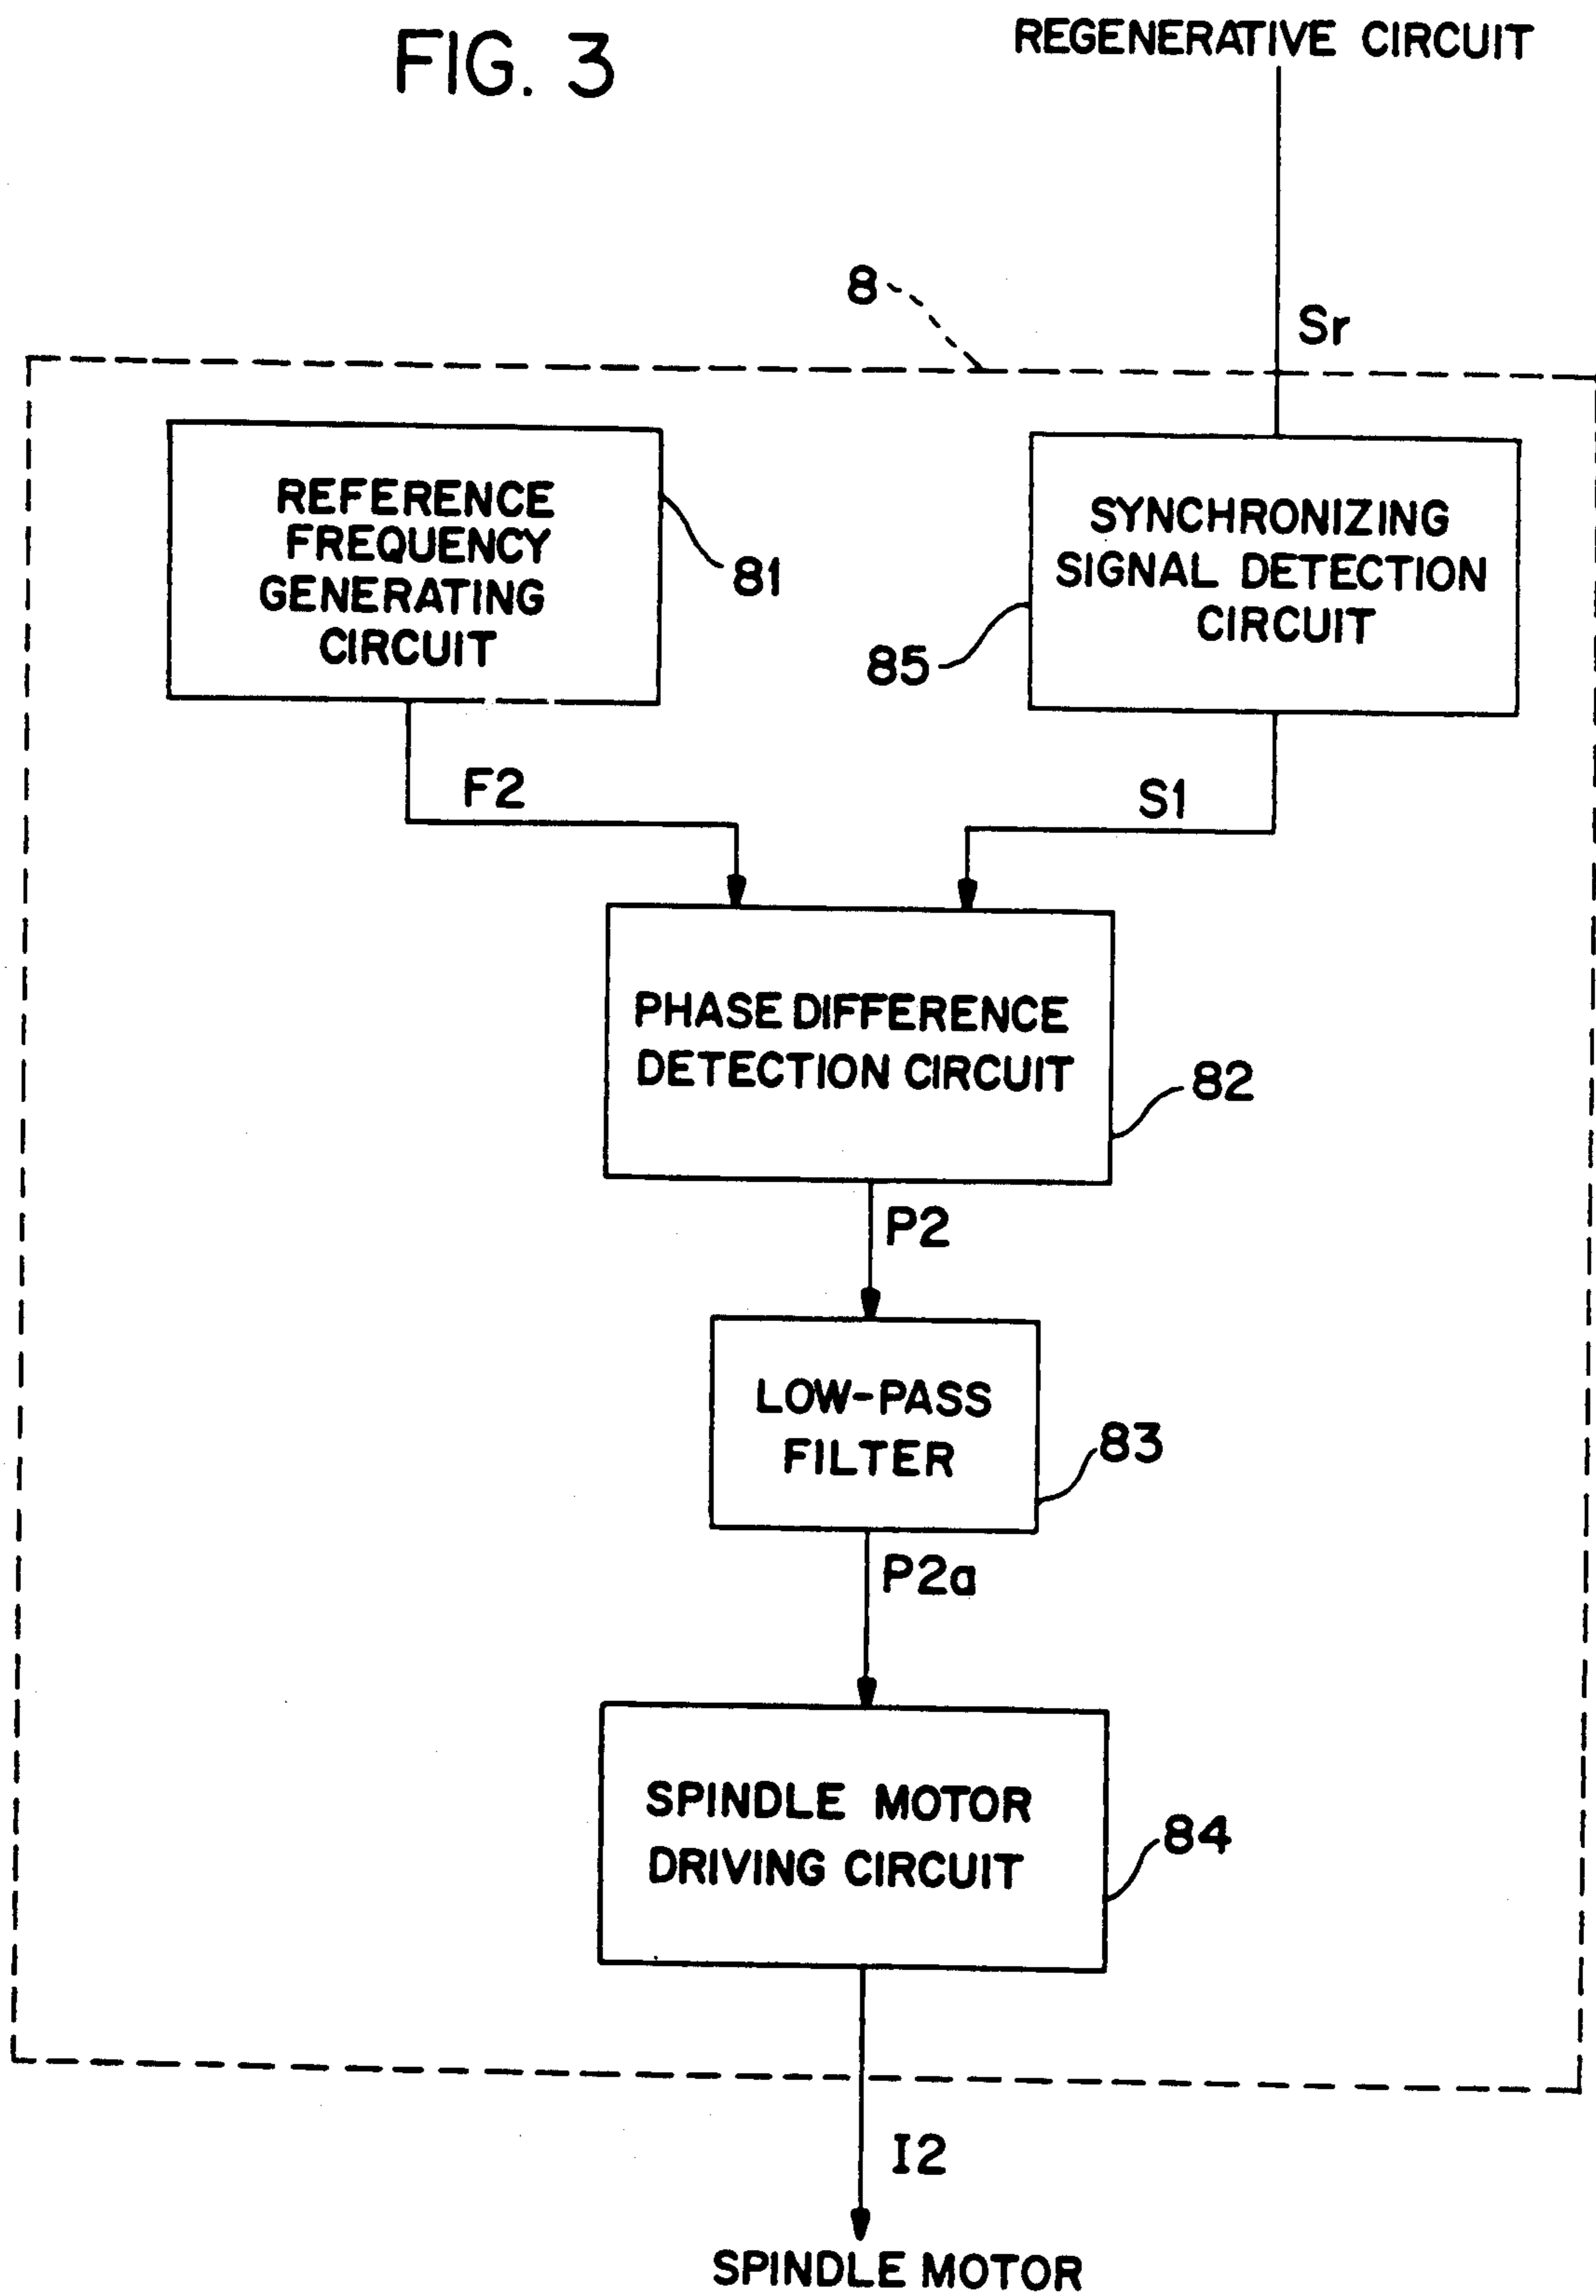 FIG. 3
REGENERATIVE CIRCUIT
8
Sr
REFERENCE
FREQUENCY
GENERATING
CIRCUIT
81
SYNCHRONIZING
SIGNAL DETECTION
CIRCUIT
85
F2
S1
PHASE DIFFERENCE
DETECTION CIRCUIT
82
P2
LOW-PASS
FILTER
83
P2a
SPINDLE MOTOR
DRIVING CIRCUIT
84
I2
SPINDLE MOTOR